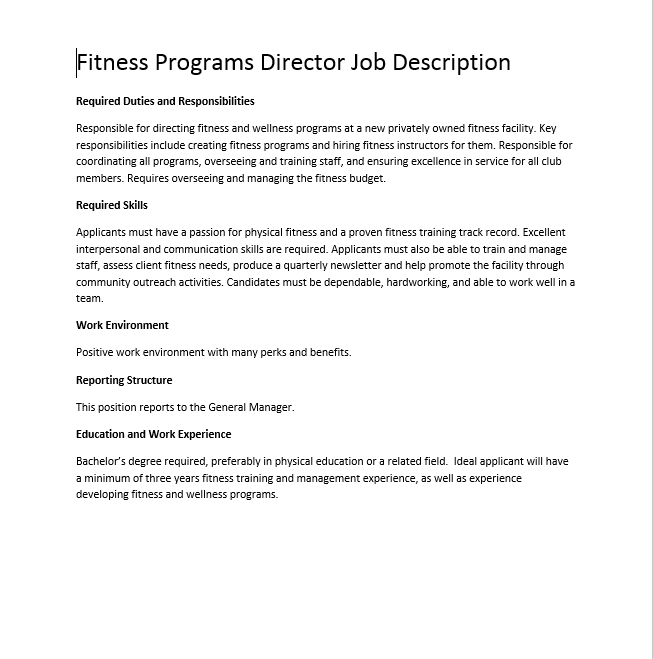 Fitness Programs Director Job Description
Required Duties and Responsibilities
Responsible for directing fitness and wellness programs at a new privately owned fitness facility. Key
responsibilities include creating fitness programs and hiring fitness instructors for them. Responsible for
coordinating all programs, overseeing and training staff, and ensuring excellence in service for all club
members. Requires overseeing and managing the fitness budget.
Required Skills
Applicants must have a passion for physical fitness and a proven fitness training track record. Excellent
interpersonal and communication skills are required. Applicants must also be able to train and manage
staff, assess client fitness needs, produce a quarterly newsletter and help promote the facility through
community outreach activities. Candidates must be dependable, hardworking, and able to work well in a
team.
Work Environment
Positive work environment with many perks and benefits.
Reporting Structure
This position reports to the General Manager.
Education and Work Experience
Bachelor’s degree required, preferably in physical education or a related field.  Ideal applicant will have
a minimum of three years fitness training and management experience, as well as experience
developing fitness and wellness programs.